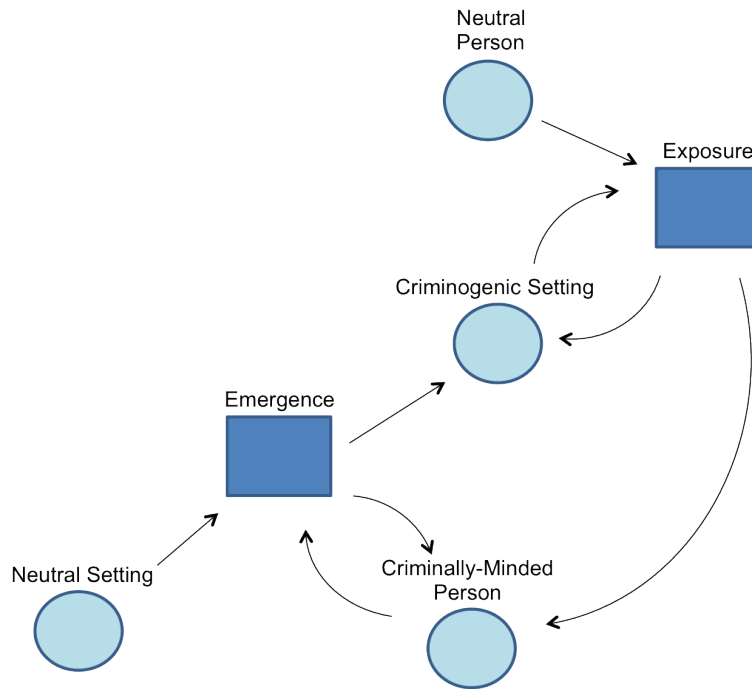 Neutral
Person
Exposure
Criminogenic Setting
Emergence
Neutral Setting
Criminally-Minded
Person